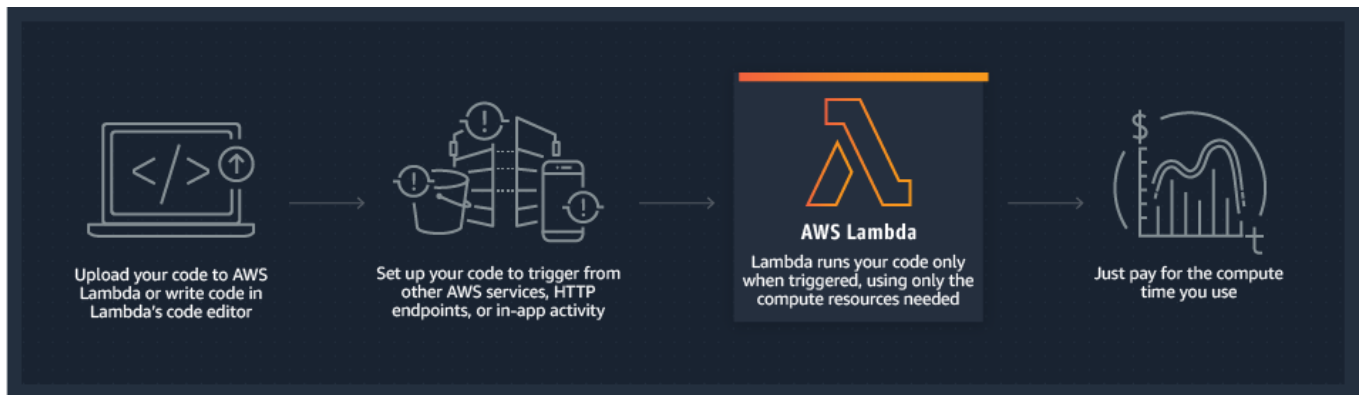 </>
Upload your code to AWS
Lambda or write code in
Lambda's code editor
!
!
!
Set up your code to trigger from
other AWS services, HTTP
endpoints, or in-app activity
AWS Lambda
Lambda runs your code only
when triggered, using only the
compute resources needed
$
t
Just pay for the compute
time you use